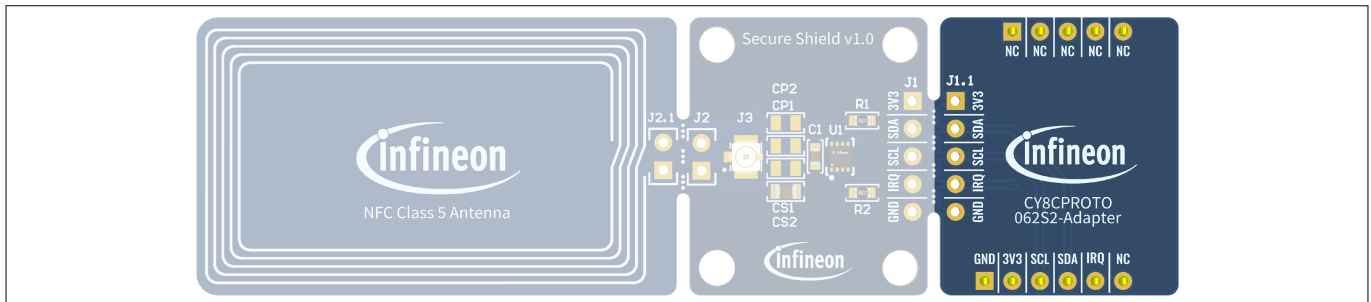 infineon
NFC Class 5 Antenna
J2.1
J2
Secure Shield v1.0
J3
CP2
CP1
C1
U1
R1
R2
CS1
CS2
infineon
J1
3V3
SDA
SCL
IRQ
GND
J1.1
3V3
SDA
SCL
IRQ
GND
NC NC NC NC NC
infineon
CY8CPROTO
062S2-Adapter
GND 3V3 SCL SDA IRQ NC